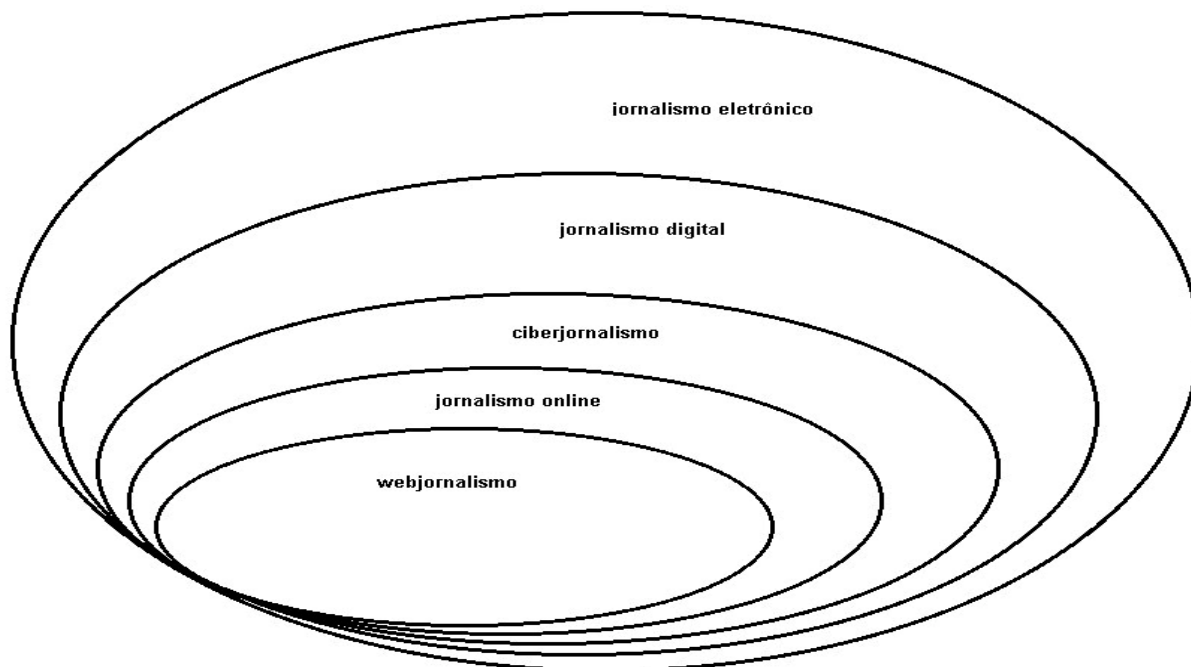 jornalismo eletrônico
jornalismo digital
ciberjornalismo
jornalismo online
webjornalismo